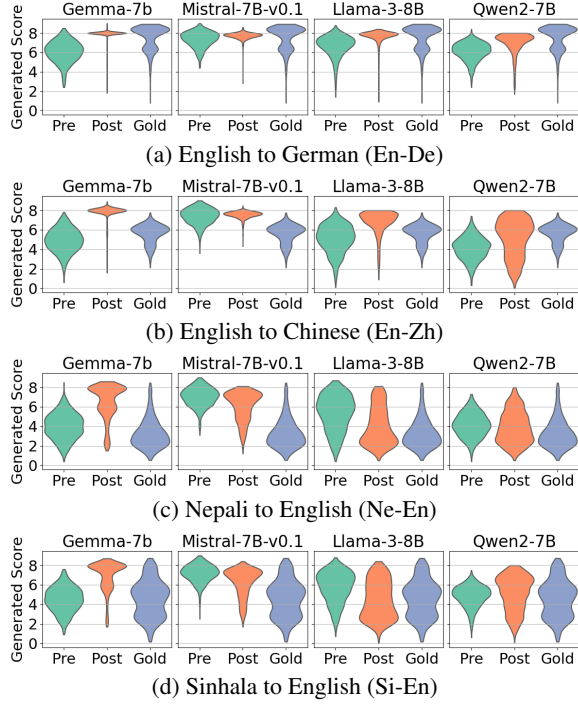 Gemma-7b Mistral-7B-v0.1 Llama-3-8B Qwen2-7B
Generated Score
8
6
4
2
0
Pre Post Gold Pre Post Gold Pre Post Gold Pre Post Gold
(a) English to German (En-De)
Gemma-7b Mistral-7B-v0.1 Llama-3-8B Qwen2-7B
Generated Score
8
6
4
2
0
Pre Post Gold Pre Post Gold Pre Post Gold Pre Post Gold
(b) English to Chinese (En-Zh)
Gemma-7b Mistral-7B-v0.1 Llama-3-8B Qwen2-7B
Generated Score
8
6
4
2
0
Pre Post Gold Pre Post Gold Pre Post Gold Pre Post Gold
(c) Nepali to English (Ne-En)
Gemma-7b Mistral-7B-v0.1 Llama-3-8B Qwen2-7B
Generated Score
8
6
4
2
0
Pre Post Gold Pre Post Gold Pre Post Gold Pre Post Gold
(d) Sinhala to English (Si-En)